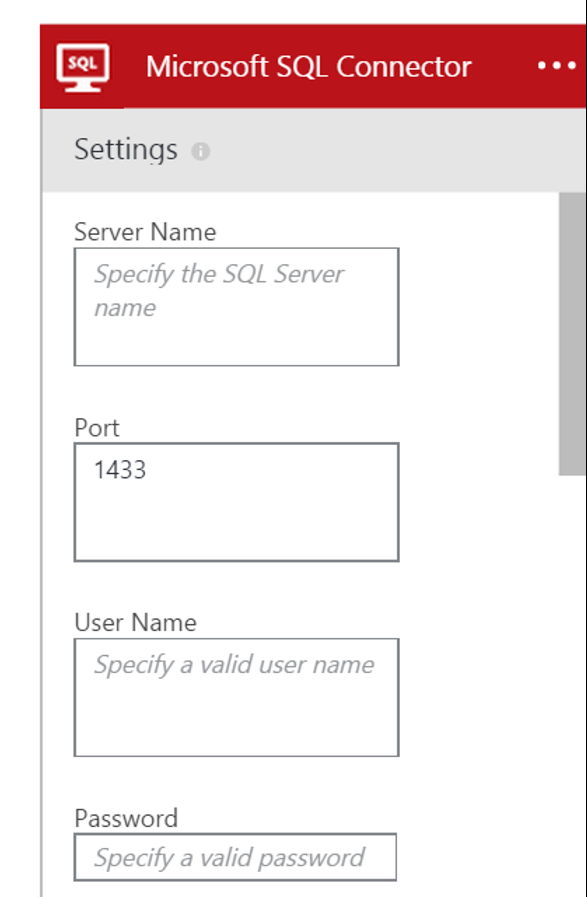 SQL
Microsoft SQL Connector
Settings
Server Name
Specify the SQL Server
name
Port
1433
User Name
Specify a valid user name
Password
Specify a valid password